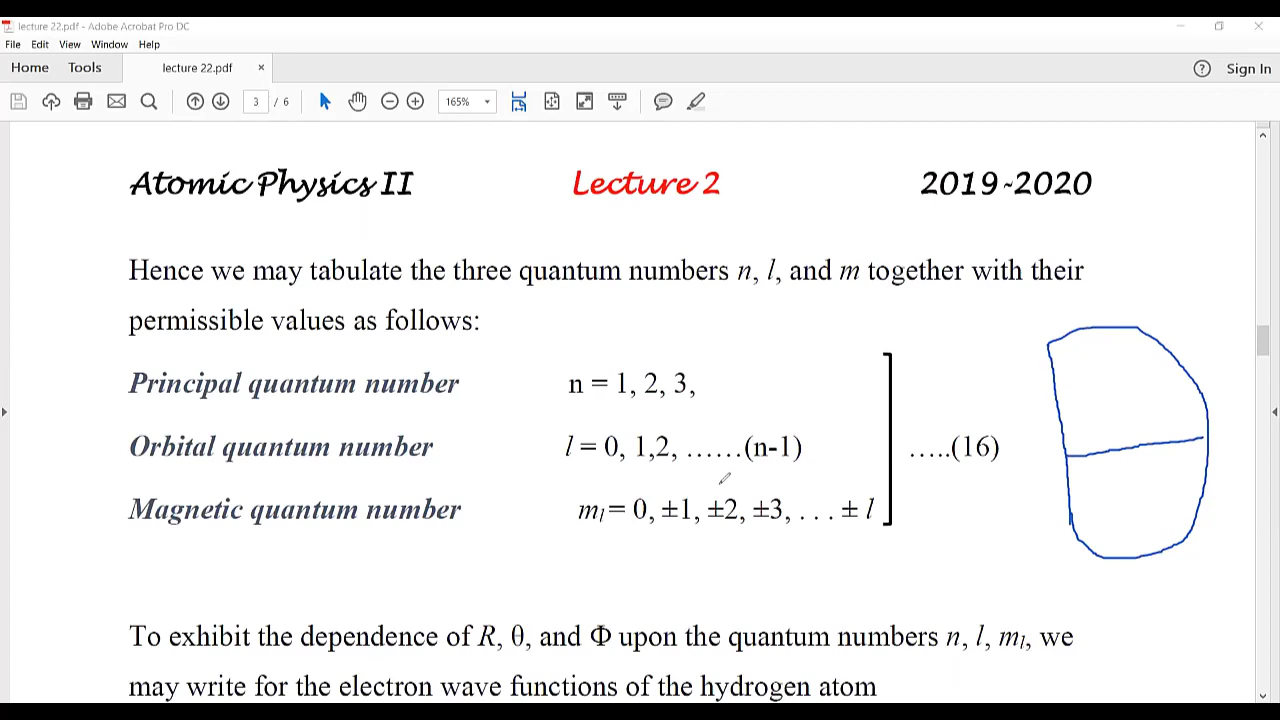 lecture 22.pdf - Adobe Acrobat Pro DC
File Edit View Window Help
Home Tools lecture 22.pdf × Sign In
3 / 6 165%
Atomic Physics II Lecture 2 2019-2020
Hence we may tabulate the three quantum numbers n, l, and m together with their
permissible values as follows:
Principal quantum number n = 1, 2, 3,
Orbital quantum number l = 0, 1,2, ……(n-1) …..(16)
Magnetic quantum number mₗ = 0, ±1, ±2, ±3, . . . ± l
To exhibit the dependence of R, θ, and Φ upon the quantum numbers n, l, mₗ, we
may write for the electron wave functions of the hydrogen atom